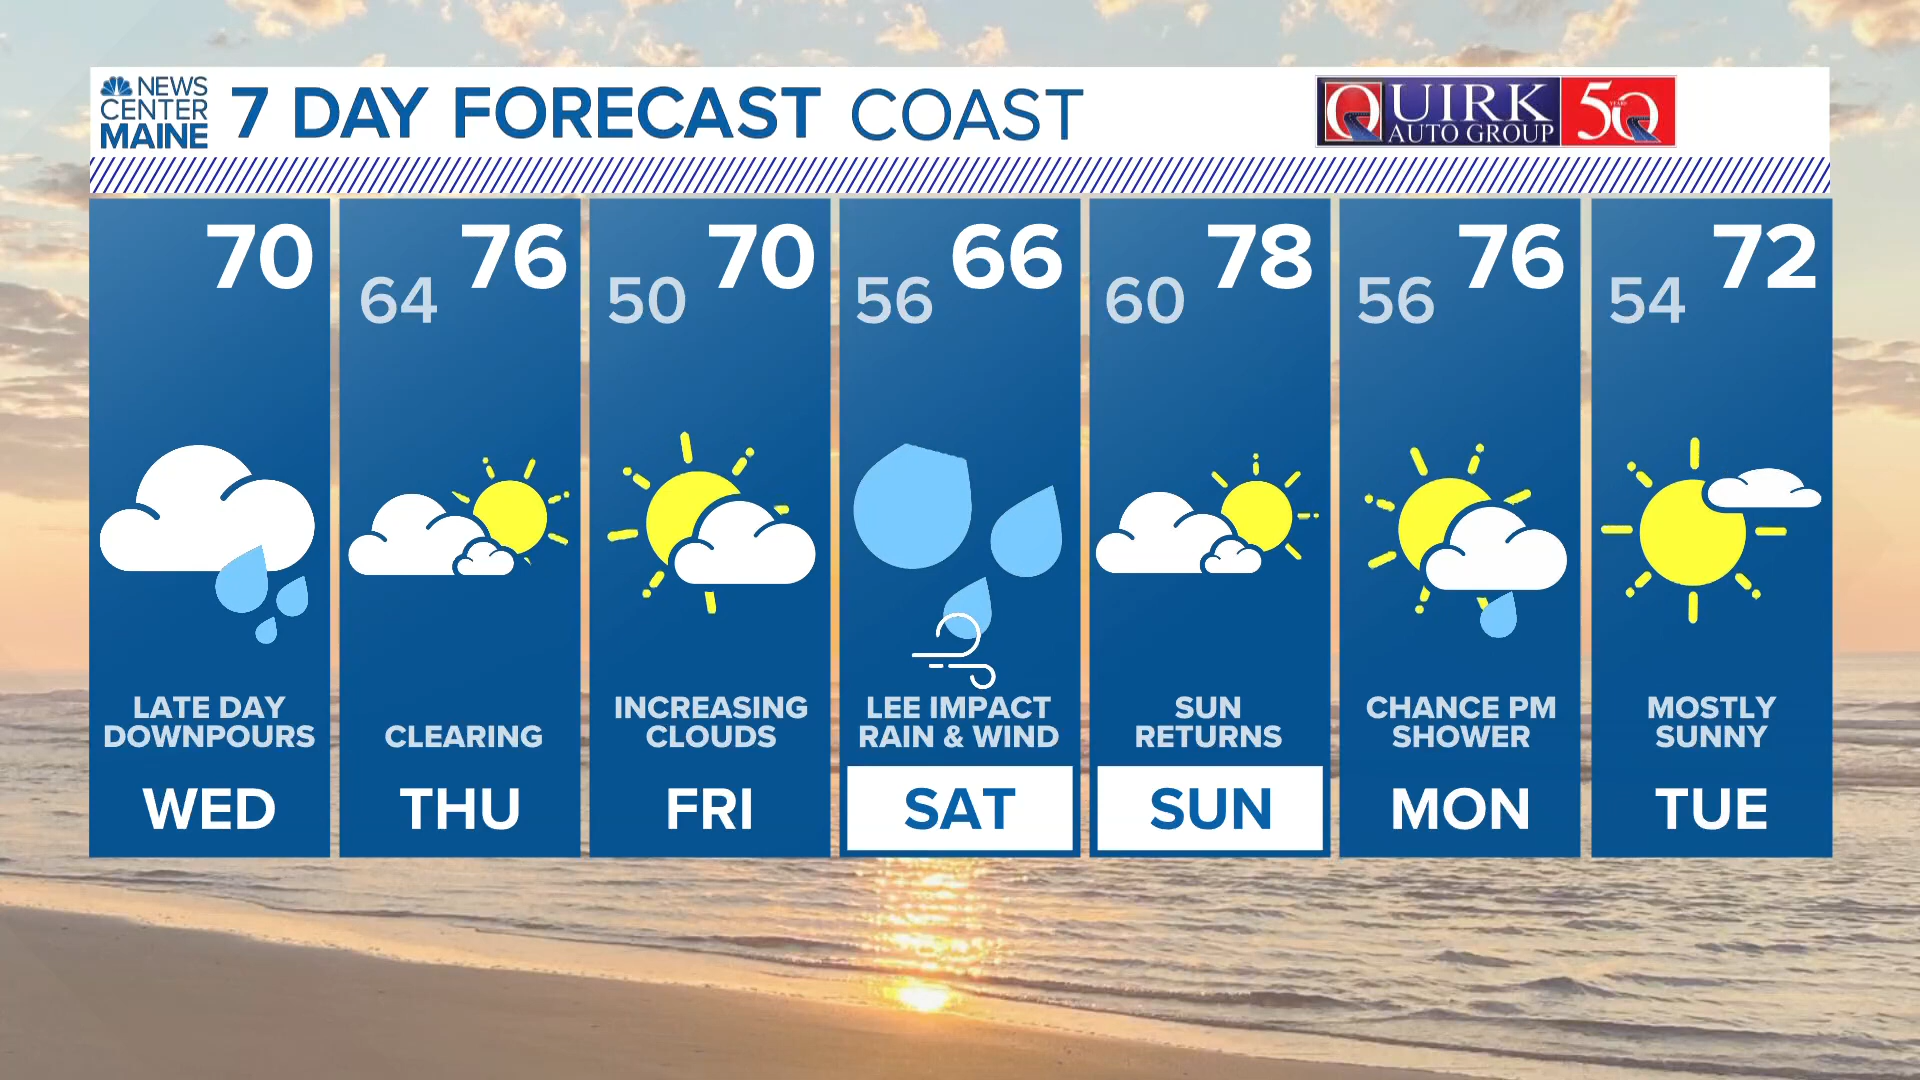 NEWS
CENTER
MAINE
7 DAY FORECAST COAST
QUIRK
AUTO GROUP
50
YEARS
70
64 76
50 70
56 66
60 78
56 76
54 72
LATE DAY
DOWNPOURS
CLEARING
INCREASING
CLOUDS
LEE IMPACT
RAIN & WIND
SUN
RETURNS
CHANCE PM
SHOWER
MOSTLY
SUNNY
WED
THU
FRI
SAT
SUN
MON
TUE